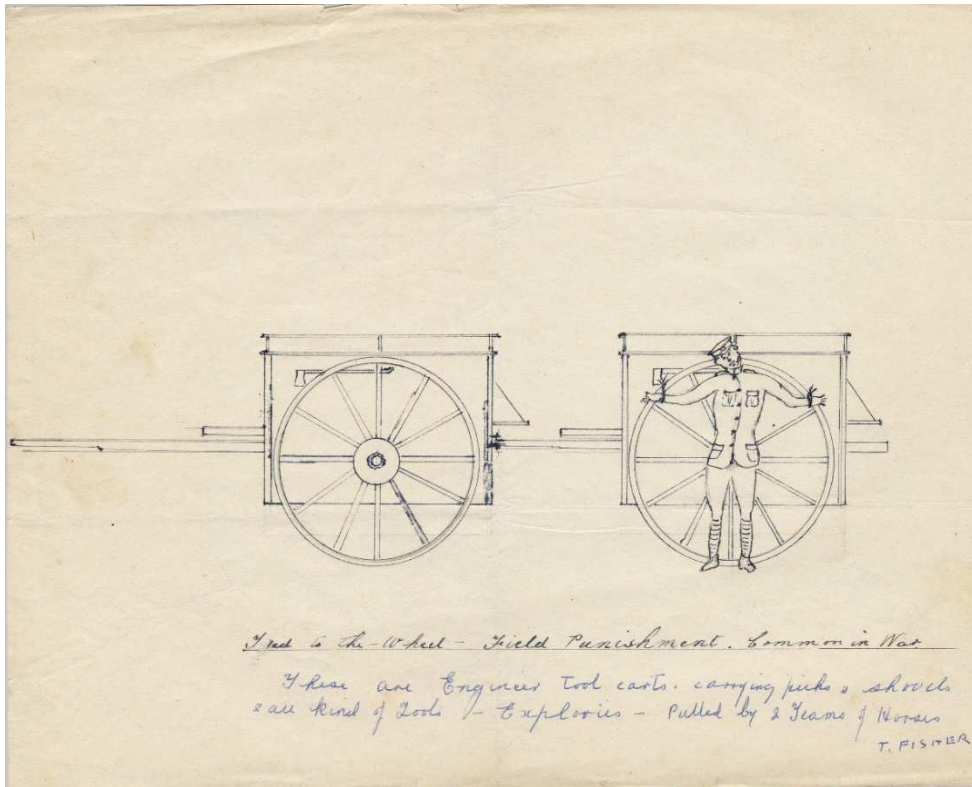 Tied to the - Wheel - Field Punishment. Common in War
These are Engineer Tool carts. carrying picks & shovels
& all kind of Tools - Explories - Pulled by 2 Teams of Horses
T. FISHER